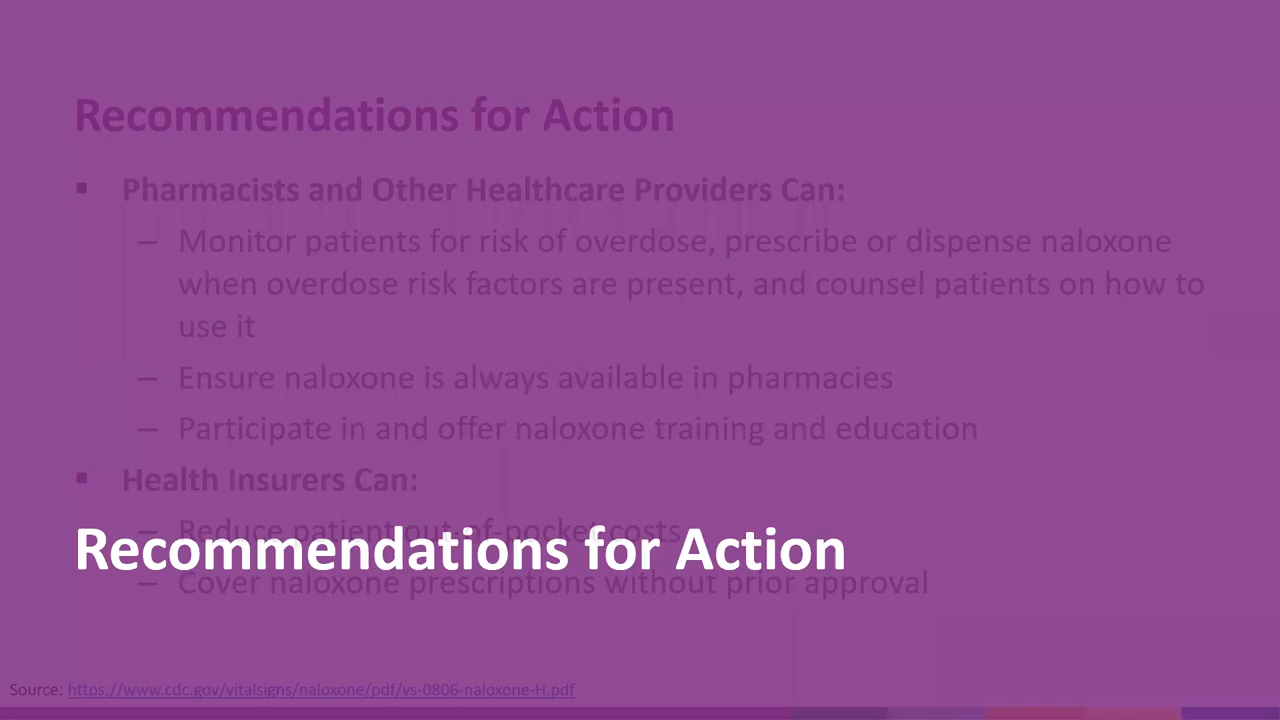 Recommendations for Action
▪ Pharmacists and Other Healthcare Providers Can:
– Monitor patients for risk of overdose, prescribe or dispense naloxone
when overdose risk factors are present, and counsel patients on how to
use it
– Ensure naloxone is always available in pharmacies
– Participate in and offer naloxone training and education
▪ Health Insurers Can:
– Reduce patient out-of-pocket costs
Recommendations for Action
– Cover naloxone prescriptions without prior approval
Source: https://www.cdc.gov/vitalsigns/naloxone/pdf/vs-0806-naloxone-H.pdf